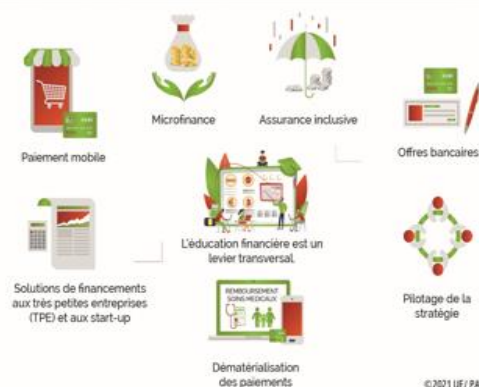 Microfinance
Assurance inclusive
Paiement mobile
Offres bancaires
L'éducation financière est un
levier transversal.
Solutions de financements
aux très petites entreprises
(TPE) et aux start-up
REMBOURSEMENT
SOINS MEDICAUX
Pilotage de la
stratégie
Dématérialisation
des paiements
©2021 UE/ PA